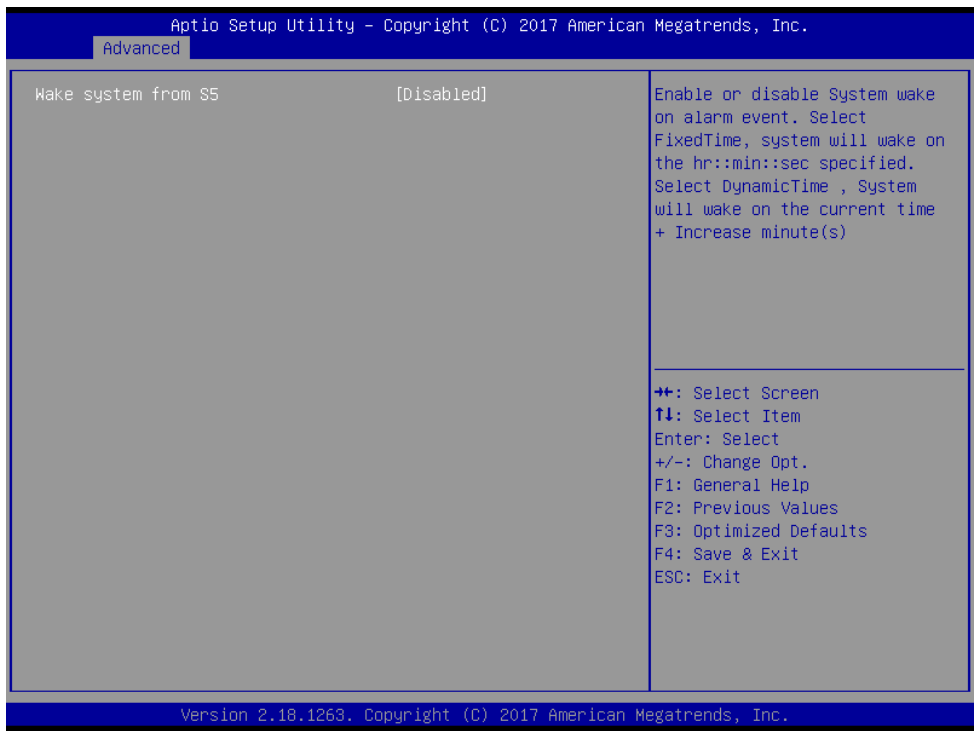 Aptio Setup Utility – Copyright (C) 2017 American Megatrends, Inc.
Advanced
Wake system from S5 [Disabled]
Enable or disable System wake
on alarm event. Select
FixedTime, system will wake on
the hr::min::sec specified.
Select DynamicTime , System
will wake on the current time
+ Increase minute(s)
→←: Select Screen
↑↓: Select Item
Enter: Select
+/-: Change Opt.
F1: General Help
F2: Previous Values
F3: Optimized Defaults
F4: Save & Exit
ESC: Exit
Version 2.18.1263. Copyright (C) 2017 American Megatrends, Inc.